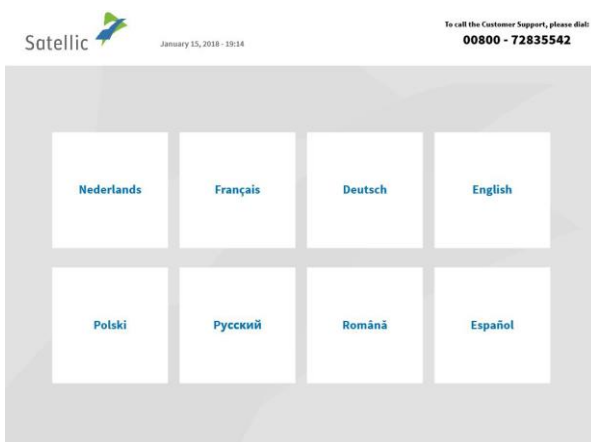 To call the Customer Support, please dial:
Satellic
January 15, 2018 - 19:14
00800 - 72835542
Nederlands
Français
Deutsch
English
Polski
Русский
Română
Español